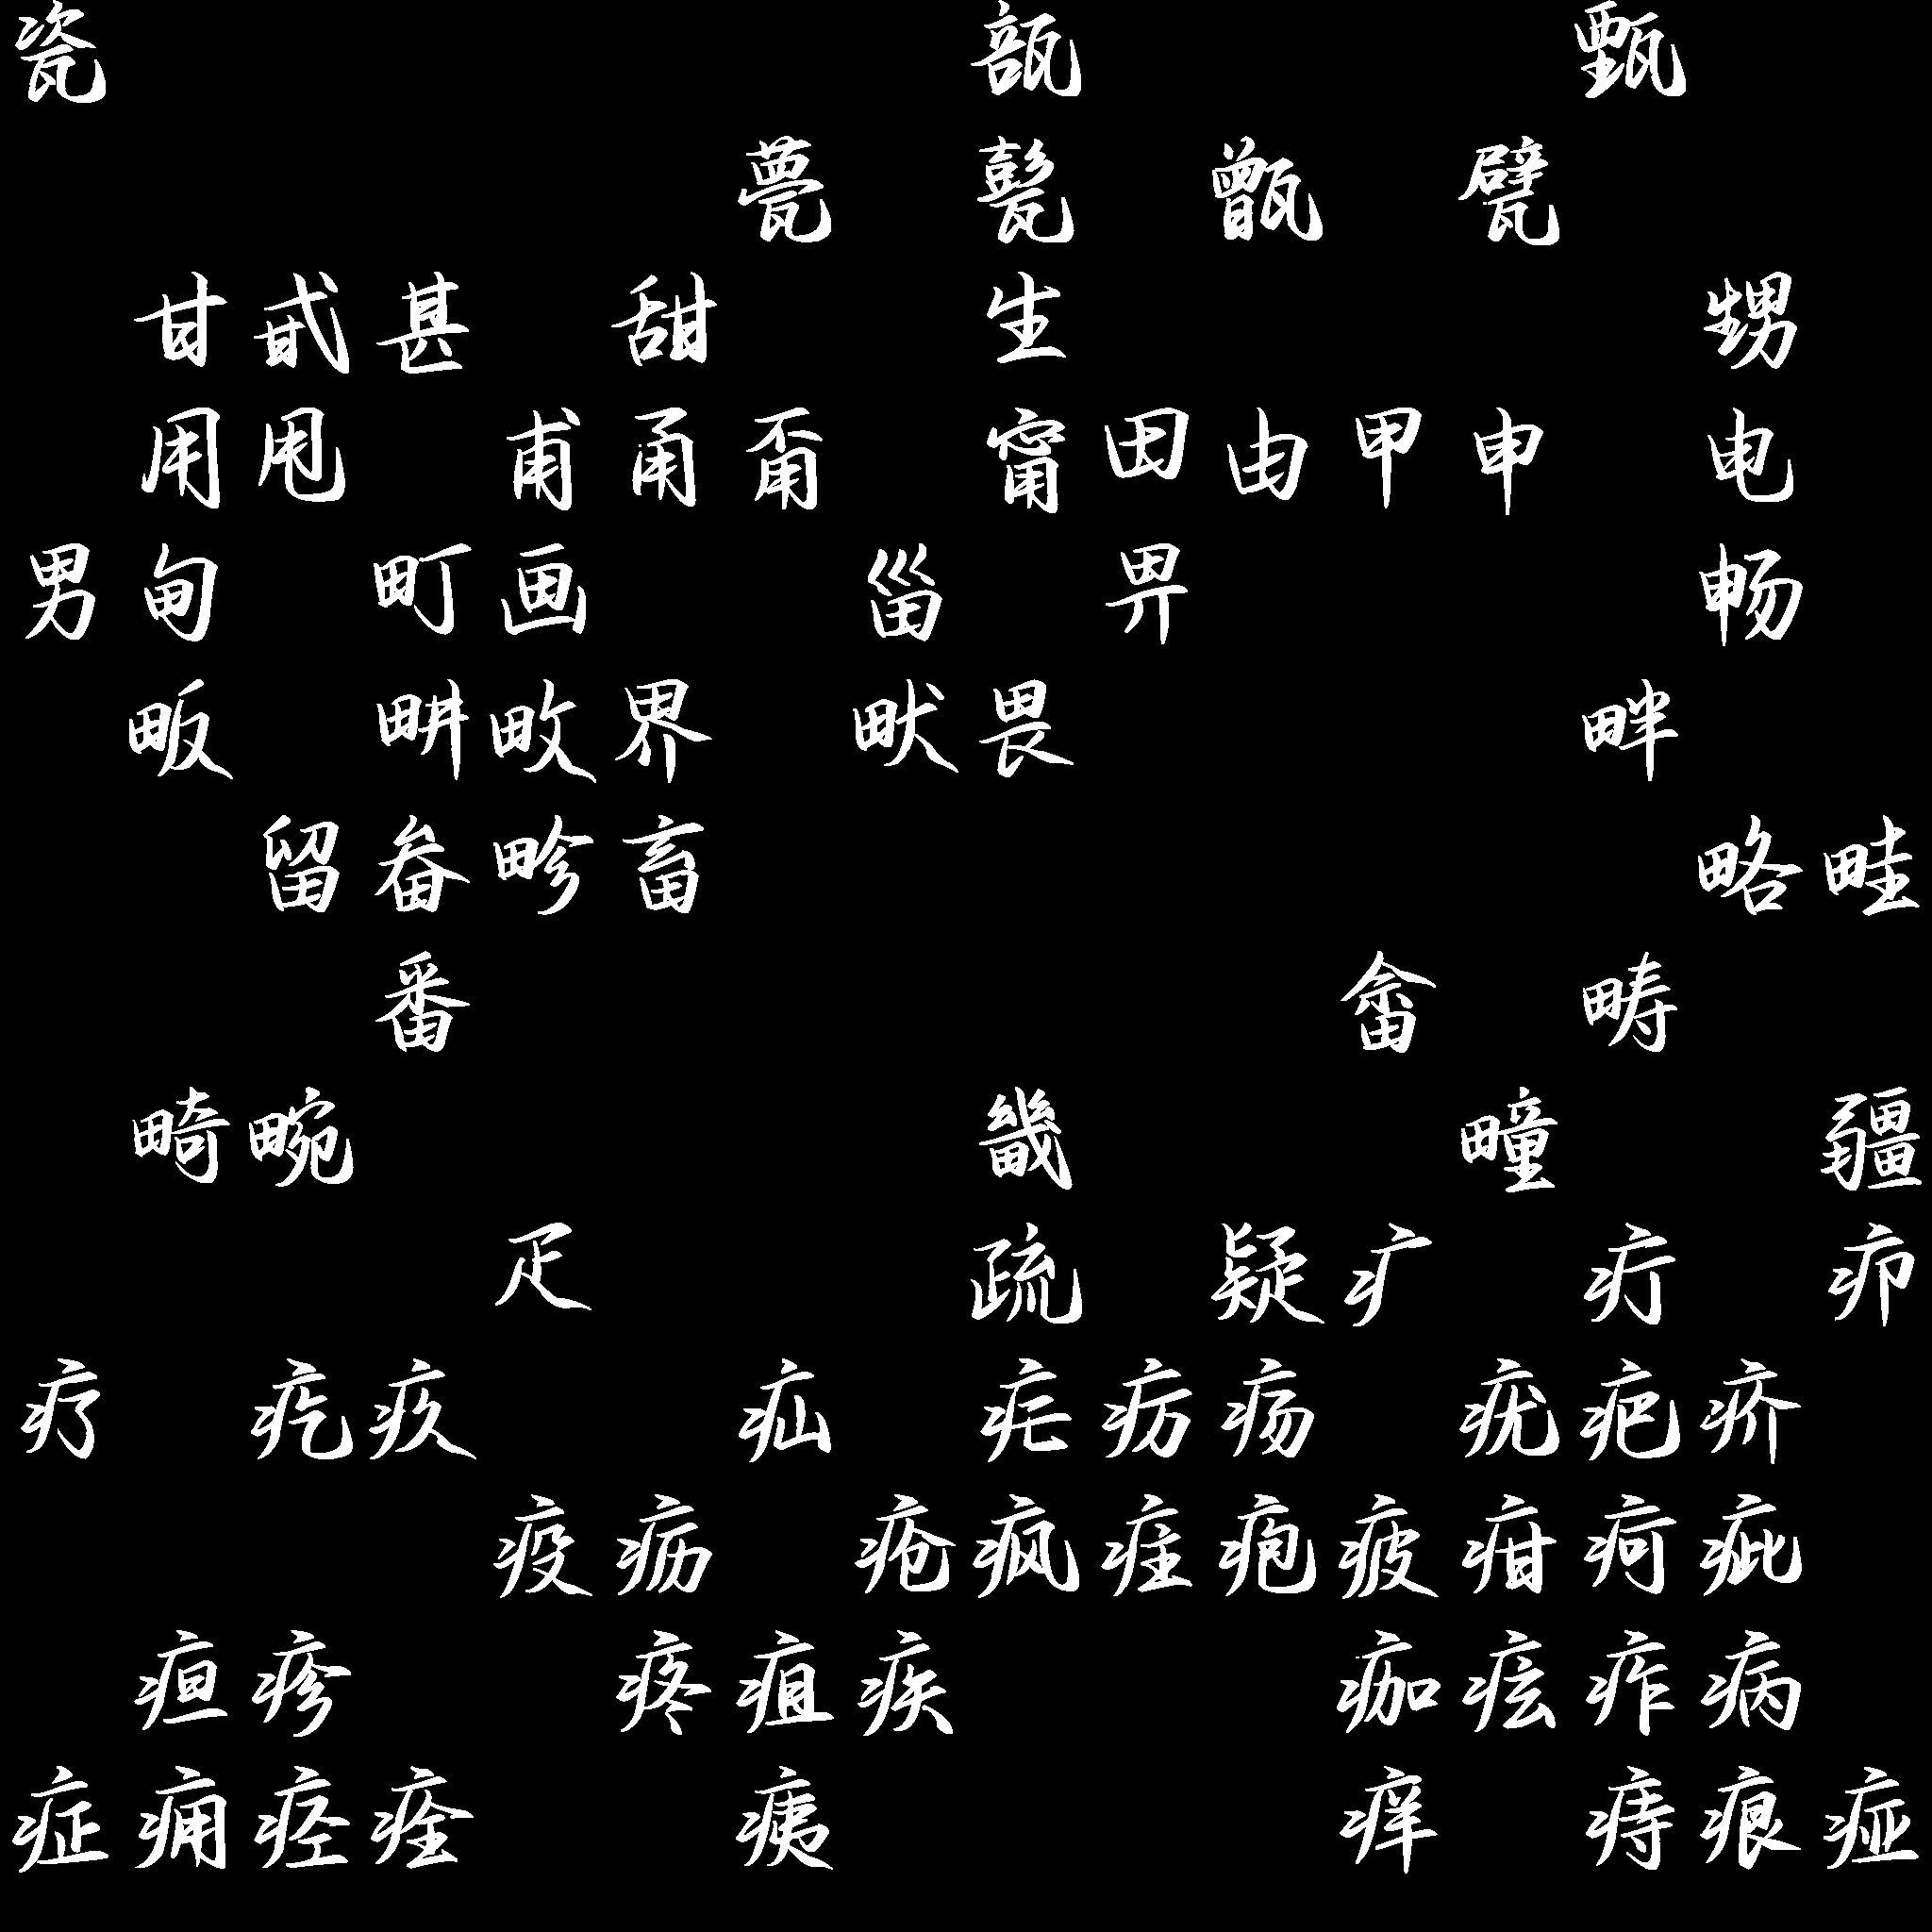 瓷 瓿 甄
甍 甏 甑 甓
甘 甙 甚 甜 生 甥
用 甩 甫 甬 甭 甯 田 由 甲 申 电
男 甸 町 画 甾 畀 畅
畈 畊 畋 界 畎 畏 畔
留 畚 畛 畜 略 畦
番 畲 畴
畸 畹 畿 疃 疆
疋 疏 疑 疒 疔 疖
疗 疙 疚 疝 疟 疠 疡 疣 疤 疥
疫 疬 疮 疯 疰 疱 疲 疳 疴 疵
疸 疹 疼 疽 疾 痂 痃 痄 病
症 痈 痉 痊 痍 痒 痔 痕 痖